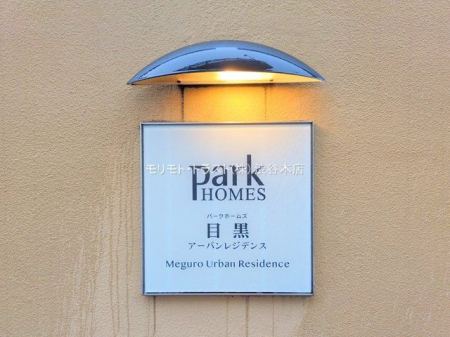 park
HOMES
パークホームズ
目黒
アーバンレジデンス
Meguro Urban Residence